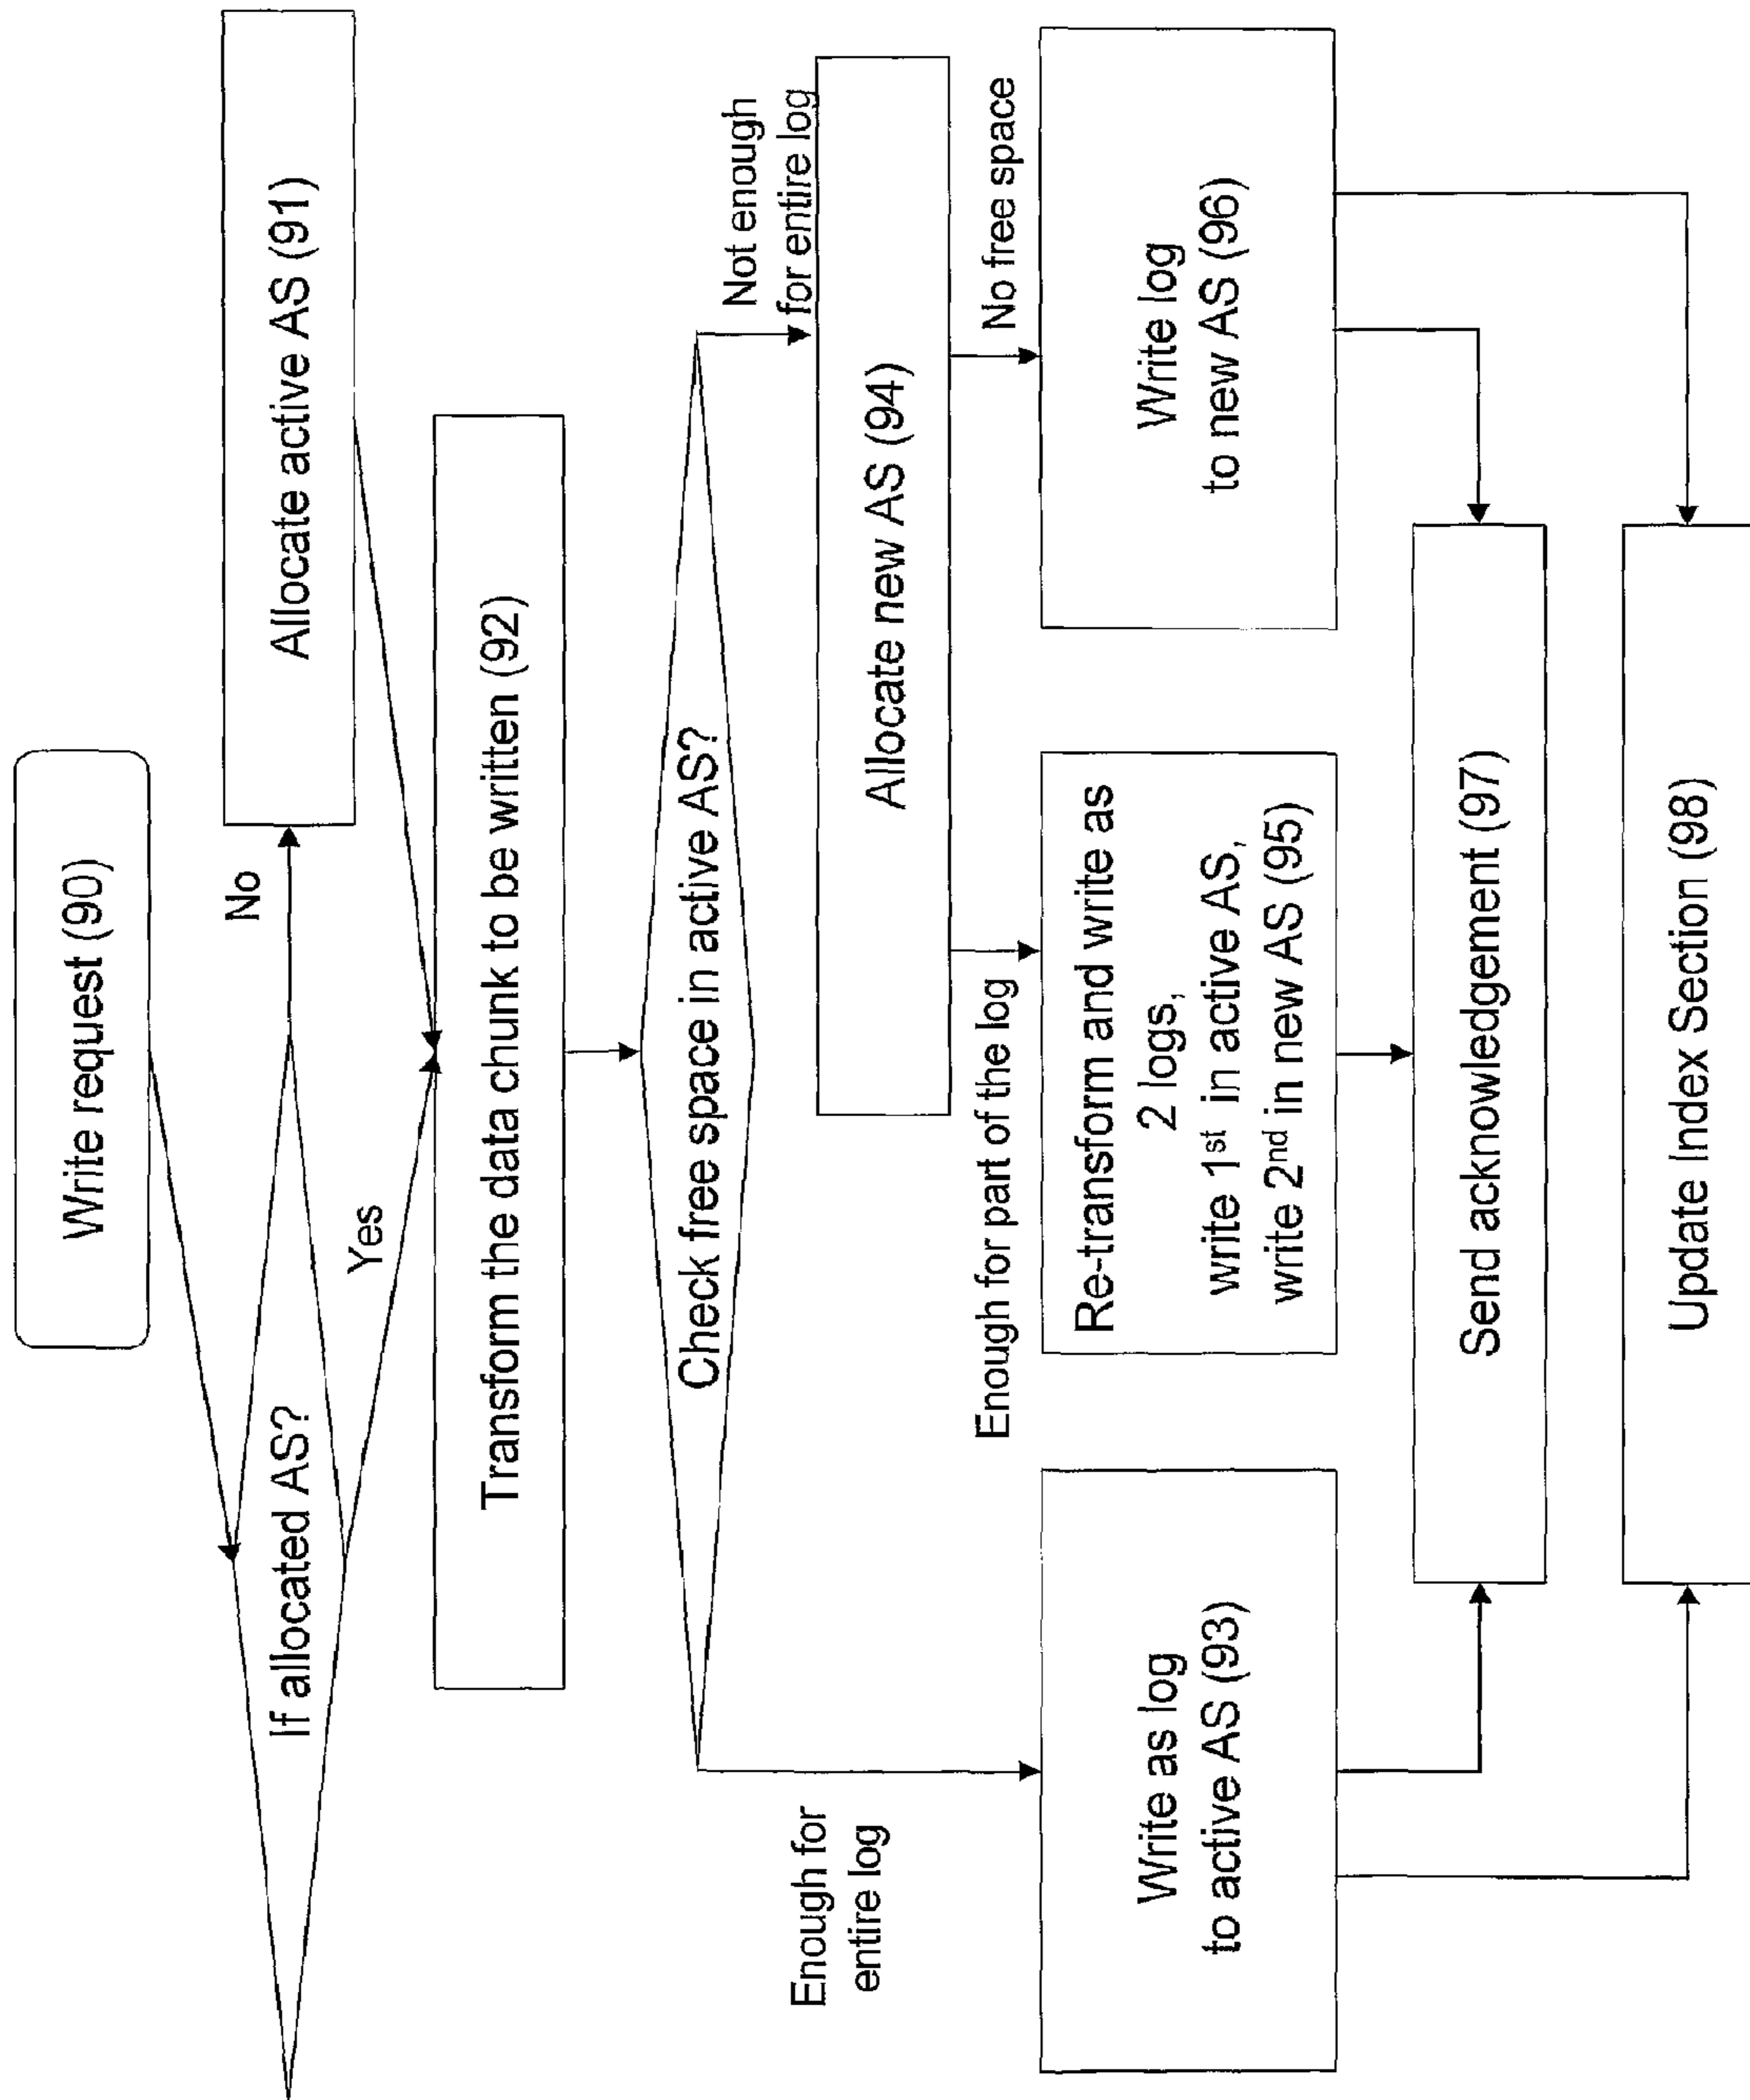 Write request (90)
If allocated AS?
No
Allocate active AS (91)
Yes
Transform the data chunk to be written (92)
Check free space in active AS?
Enough for
entire log
Not enough
for entire log
Allocate new AS (94)
Enough for part of the log
No free space
Write as log
to active AS (93)
Re-transform and write as
2 logs,
write 1st in active AS,
write 2nd in new AS (95)
Write log
to new AS (96)
Send acknowledgement (97)
Update Index Section (98)